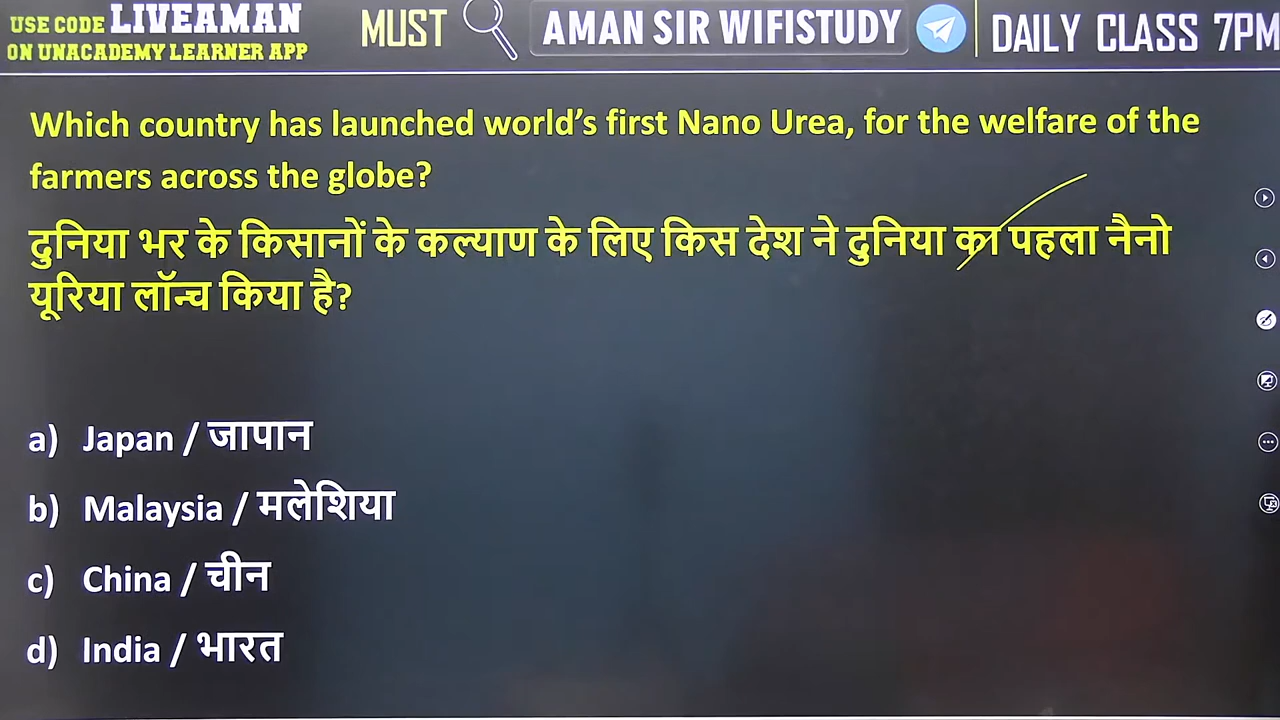 USE CODE LIVEAMAN
ON UNACADEMY LEARNER APP
MUST
AMAN SIR WIFISTUDY
DAILY CLASS 7PM
Which country has launched world’s first Nano Urea, for the welfare of the
farmers across the globe?
दुनिया भर के किसानों के कल्याण के लिए किस देश ने दुनिया का पहला नैनो
यूरिया लॉन्च किया है?
a) Japan / जापान
b) Malaysia / मलेशिया
c) China / चीन
d) India / भारत